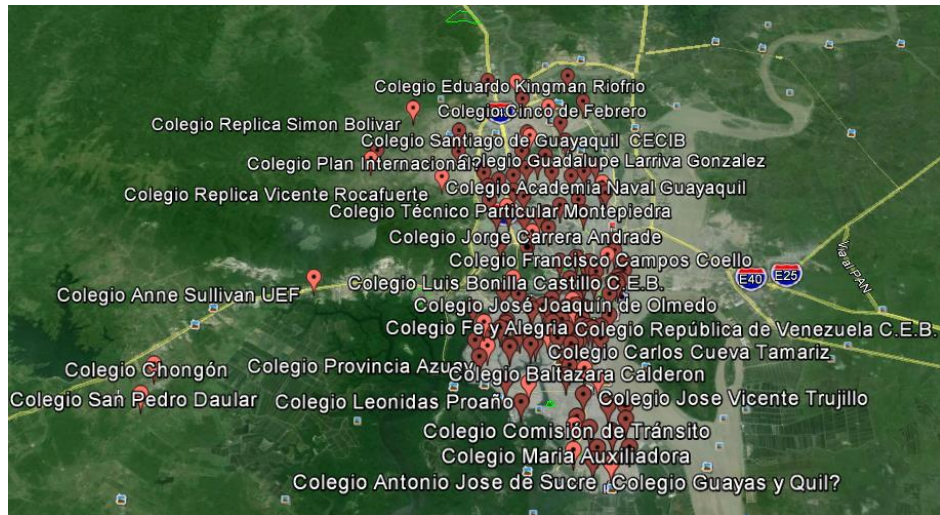 Colegio Eduardo Kingman Riofrio
Colegio Cinco de Febrero
Colegio Replica Simon Bolivar
Colegio Santiago de Guayaquil CECIB
Colegio Plan Internacional?
Colegio Guadalupe Larriva Gonzalez
Colegio Replica Vicente Rocafuerte
Colegio Academia Naval Guayaquil
Colegio Técnico Particular Montepiedra
Colegio Jorge Carrera Andrade
Colegio Francisco Campos Coello
Vía al PAN
E40
E25
Colegio Anne Sullivan UEF
Colegio Luis Bonilla Castillo C.E.B.
Colegio José Joaquín de Olmedo
Colegio Fe y Alegria
Colegio República de Venezuela C.E.B.
Colegio Carlos Cueva Tamariz
Colegio Chongón
Colegio Provincia Azuay
Colegio Baltazara Calderon
Colegio San Pedro Daular
Colegio Leonidas Proaño
Colegio Jose Vicente Trujillo
Colegio Comisión de Tránsito
Colegio Maria Auxiliadora
Colegio Antonio Jose de Sucre
Colegio Guayas y Quil?